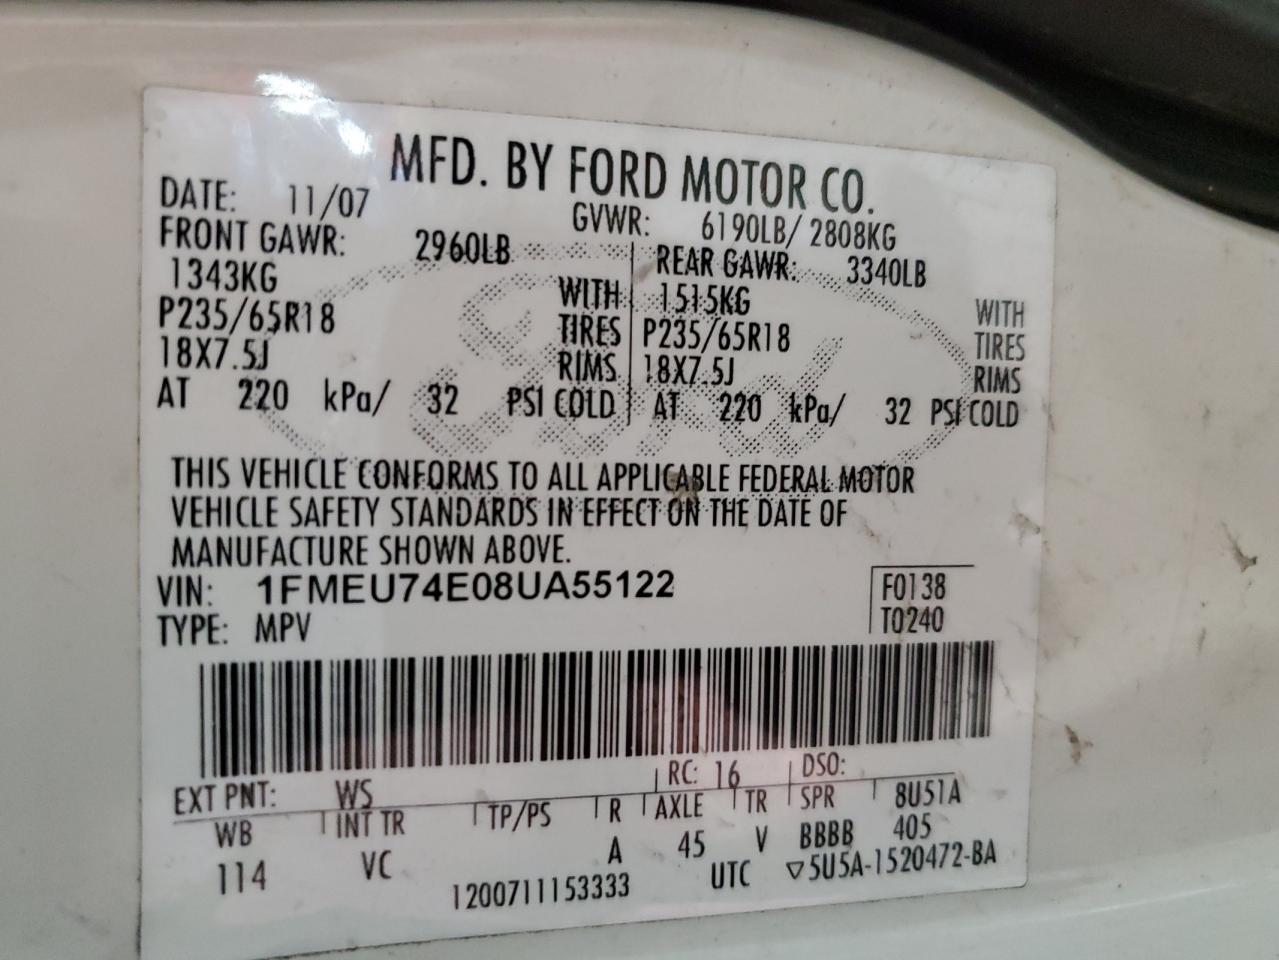 MFD. BY FORD MOTOR CO.
DATE: 11/07 GVWR: 6190LB/ 2808KG
FRONT GAWR: 2960LB REAR GAWR: 3340LB
1343KG WITH 1515KG WITH
P235/65R18 TIRES P235/65R18 TIRES
18X7.5J RIMS 18X7.5J RIMS
AT 220 kPa/ 32 PSI COLD AT 220 kPa/ 32 PSI COLD
THIS VEHICLE CONFORMS TO ALL APPLICABLE FEDERAL MOTOR
VEHICLE SAFETY STANDARDS IN EFFECT ON THE DATE OF
MANUFACTURE SHOWN ABOVE.
VIN: 1FMEU74E08UA55122 F0138
TYPE: MPV T0240
EXT PNT: WS RC: 16 DSO:
WB INT TR TP/PS R AXLE TR SPR 8U51A
114 VC A 45 V BBBB 405
1200711153333 UTC ▽5U5A-1520472-BA